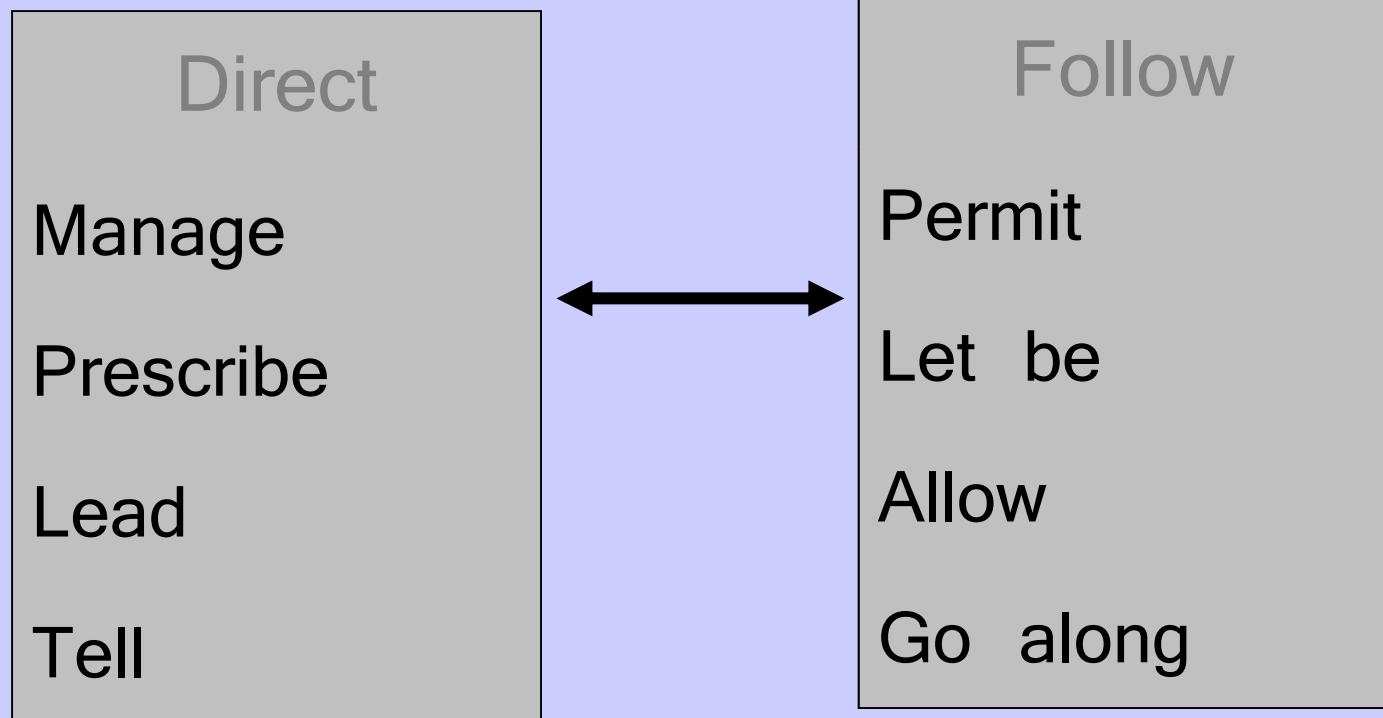 Direct
Manage
Prescribe
Lead
Tell
Follow
Permit
Let be
Allow
Go along